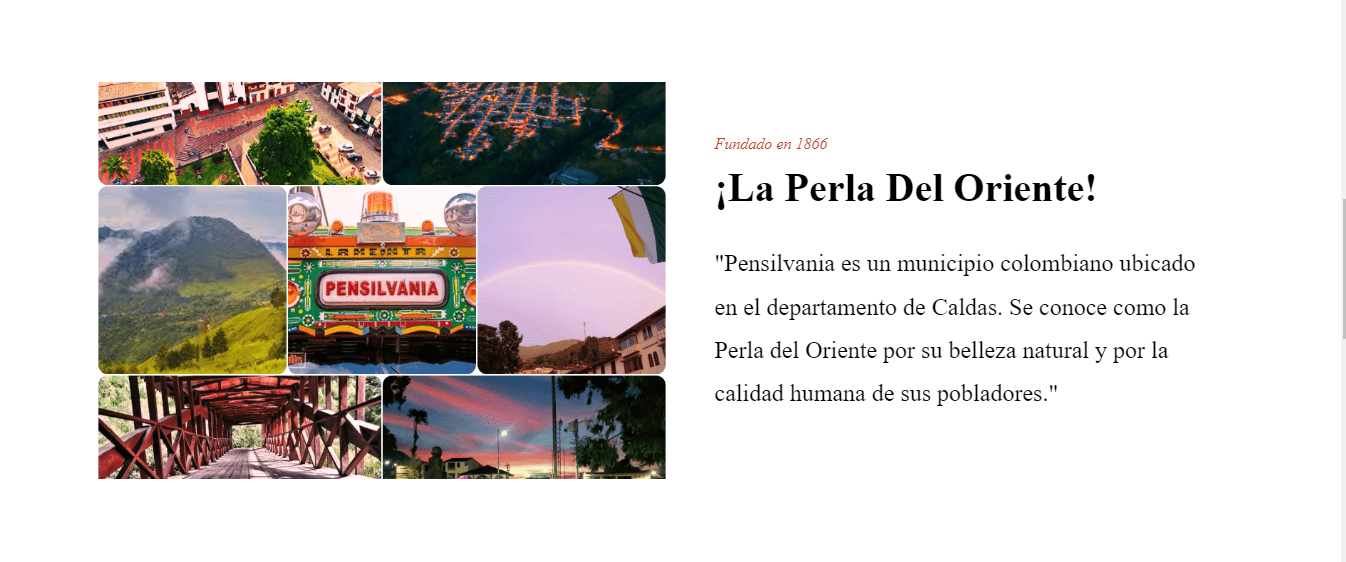 LAMENTA
PENSILVANIA
Fundado en 1866
¡La Perla Del Oriente!
"Pensilvania es un municipio colombiano ubicado
en el departamento de Caldas. Se conoce como la
Perla del Oriente por su belleza natural y por la
calidad humana de sus pobladores."